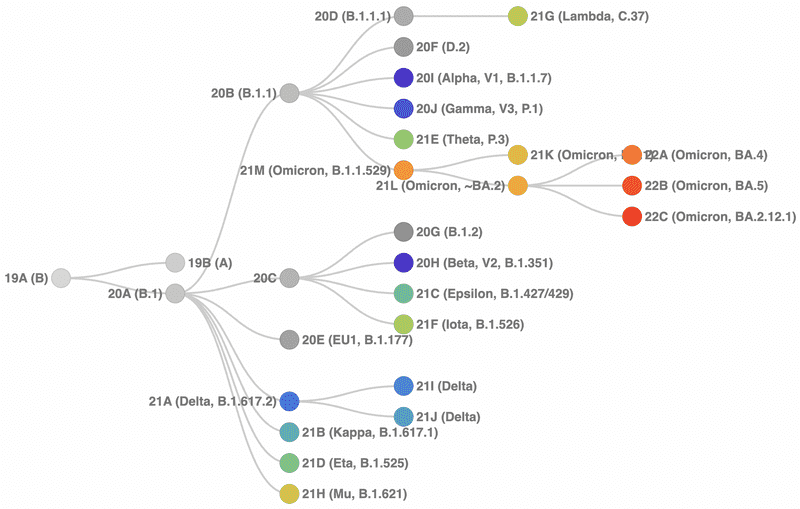 20D (B.1.1.1)
21G (Lambda, C.37)
20F (D.2)
20I (Alpha, V1, B.1.1.7)
20B (B.1.1)
20J (Gamma, V3, P.1)
21E (Theta, P.3)
21K (Omicron,
22A (Omicron, BA.4)
21M (Omicron, B.1.1.529)
21L (Omicron, ~BA.2)
22B (Omicron, BA.5)
22C (Omicron, BA.2.12.1)
20G (B.1.2)
19B (A)
20H (Beta, V2, B.1.351)
19A (B)
20C
20A (B.1)
21C (Epsilon, B.1.427/429)
21F (Iota, B.1.526)
20E (EU1, B.1.177)
21I (Delta)
21A (Delta, B.1.617.2)
21J (Delta)
21B (Kappa, B.1.617.1)
21D (Eta, B.1.525)
21H (Mu, B.1.621)